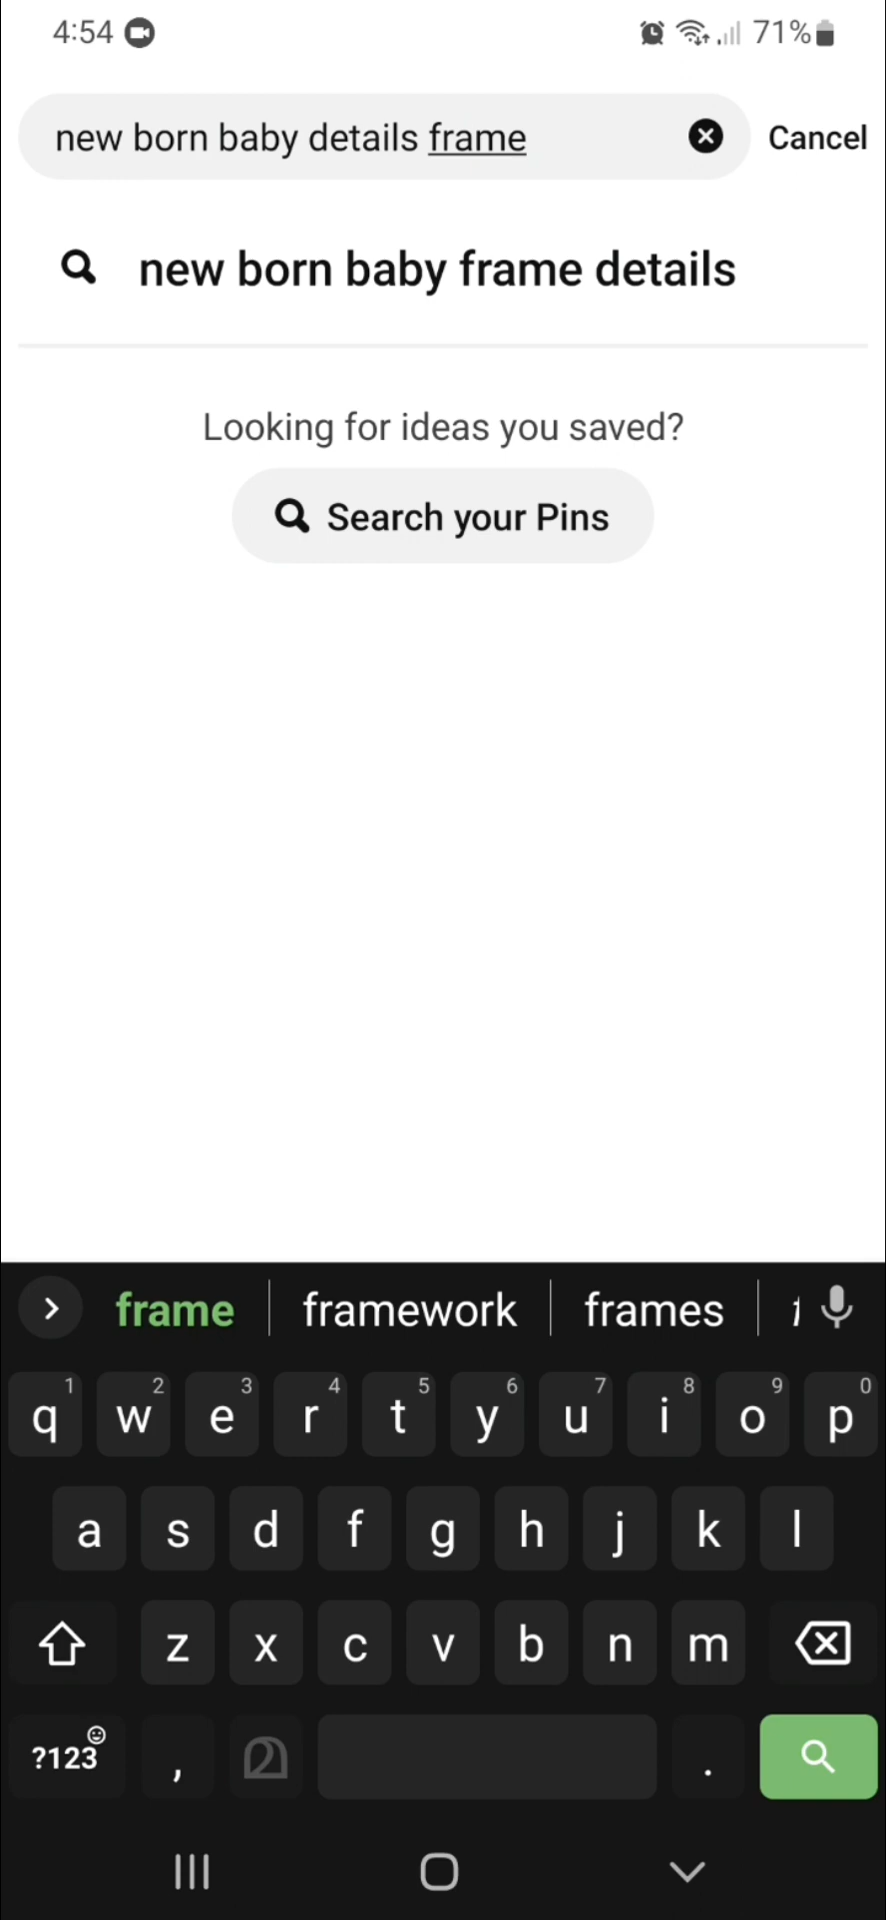 4:54 71%
new born baby details frame Cancel
new born baby frame details
Looking for ideas you saved?
Search your Pins
frame framework frames
q 1 w 2 e 3 r 4 t 5 y 6 u 7 i 8 o 9 p 0
a s d f g h j k l
z x c v b n m
?123 , മ .